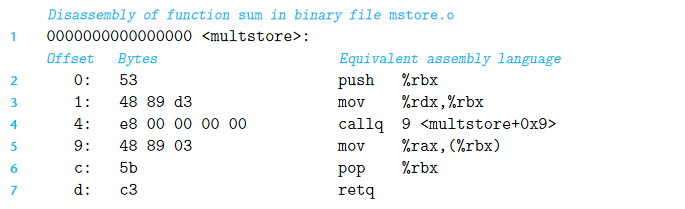 Disassembly of function sum in binary file mstore.o
1 0000000000000000 <multstore>:
Offset Bytes Equivalent assembly language
2 0: 53 push %rbx
3 1: 48 89 d3 mov %rdx,%rbx
4 4: e8 00 00 00 00 callq 9 <multstore+0x9>
5 9: 48 89 03 mov %rax,(%rbx)
6 c: 5b pop %rbx
7 d: c3 retq